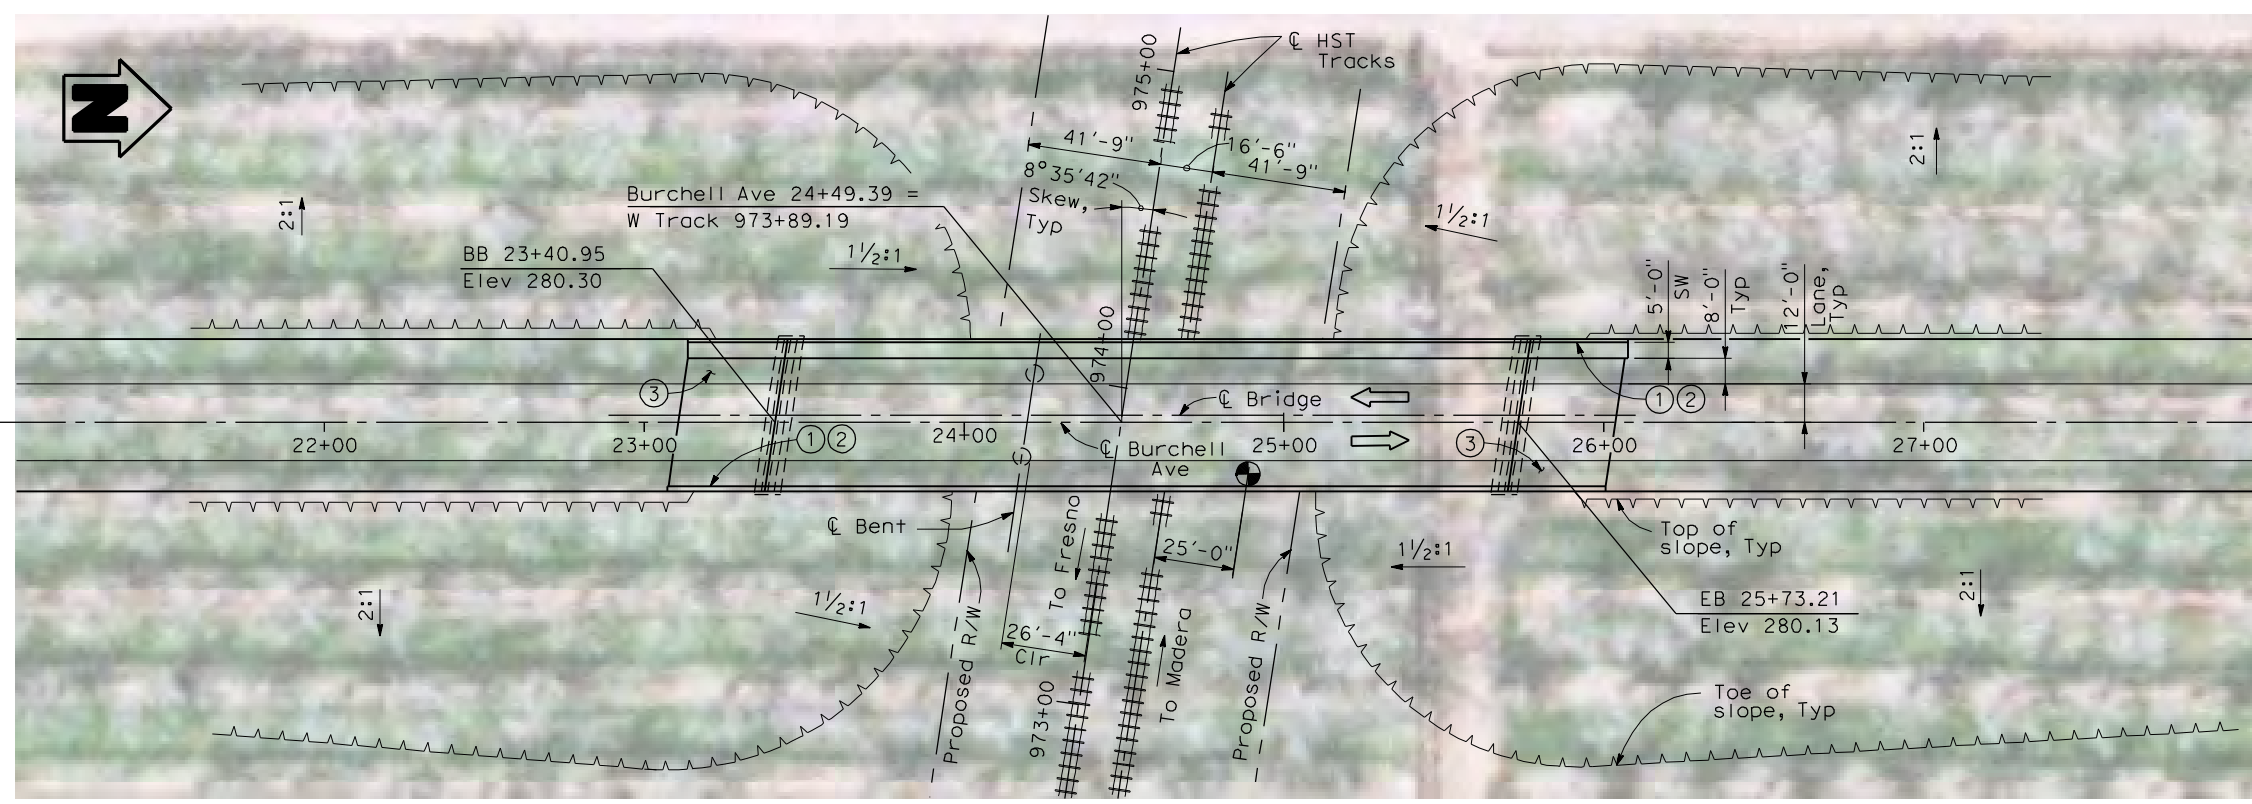 N
℄ HST
Tracks
975+00
41'-9"
16'-6"
41'-9"
8°35'42"
Skew,
Typ
Burchell Ave 24+49.39 =
W Track 973+89.19
BB 23+40.95
Elev 280.30
2:1
1½:1
1½:1
2:1
5'-0"
SW
8'-0"
Typ
12'-0"
Lane,
Typ
974+00
3
℄ Bridge
1 2
22+00
23+00
1 2
24+00
℄ Burchell
Ave
25+00
3
26+00
27+00
℄ Bent
To Fresno
25'-0"
1½:1
Top of
slope, Typ
2:1
1½:1
Proposed R/W
26'-4"
Clr
To Madera
Proposed R/W
EB 25+73.21
Elev 280.13
2:1
973+00
Toe of
slope, Typ